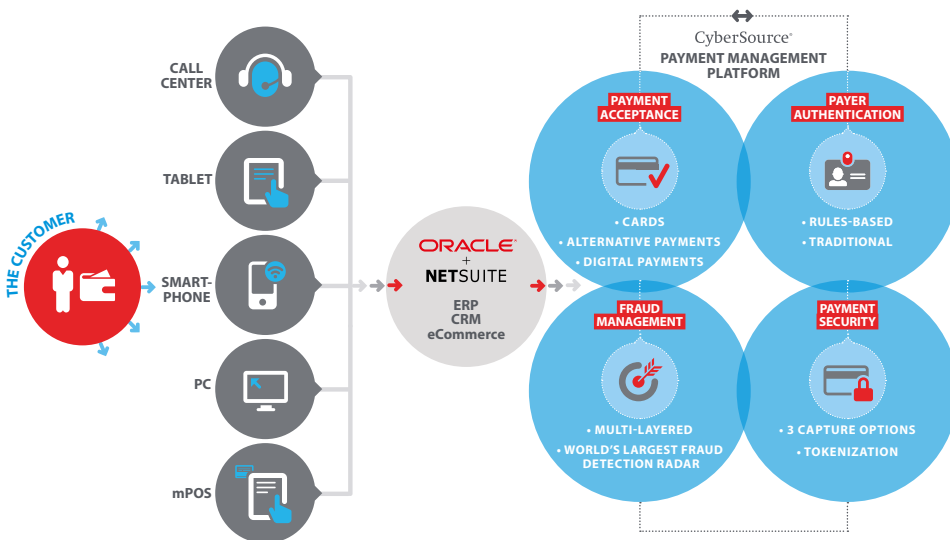 THE CUSTOMER
CALL
CENTER
TABLET
SMART-
PHONE
PC
mPOS
ORACLE®
+
NETSUITE
ERP
CRM
eCommerce
CyberSource®
PAYMENT MANAGEMENT
PLATFORM
PAYMENT
ACCEPTANCE
• CARDS
• ALTERNATIVE PAYMENTS
• DIGITAL PAYMENTS
PAYER
AUTHENTICATION
• RULES-BASED
• TRADITIONAL
FRAUD
MANAGEMENT
• MULTI-LAYERED
• WORLD'S LARGEST FRAUD
DETECTION RADAR
PAYMENT
SECURITY
• 3 CAPTURE OPTIONS
• TOKENIZATION